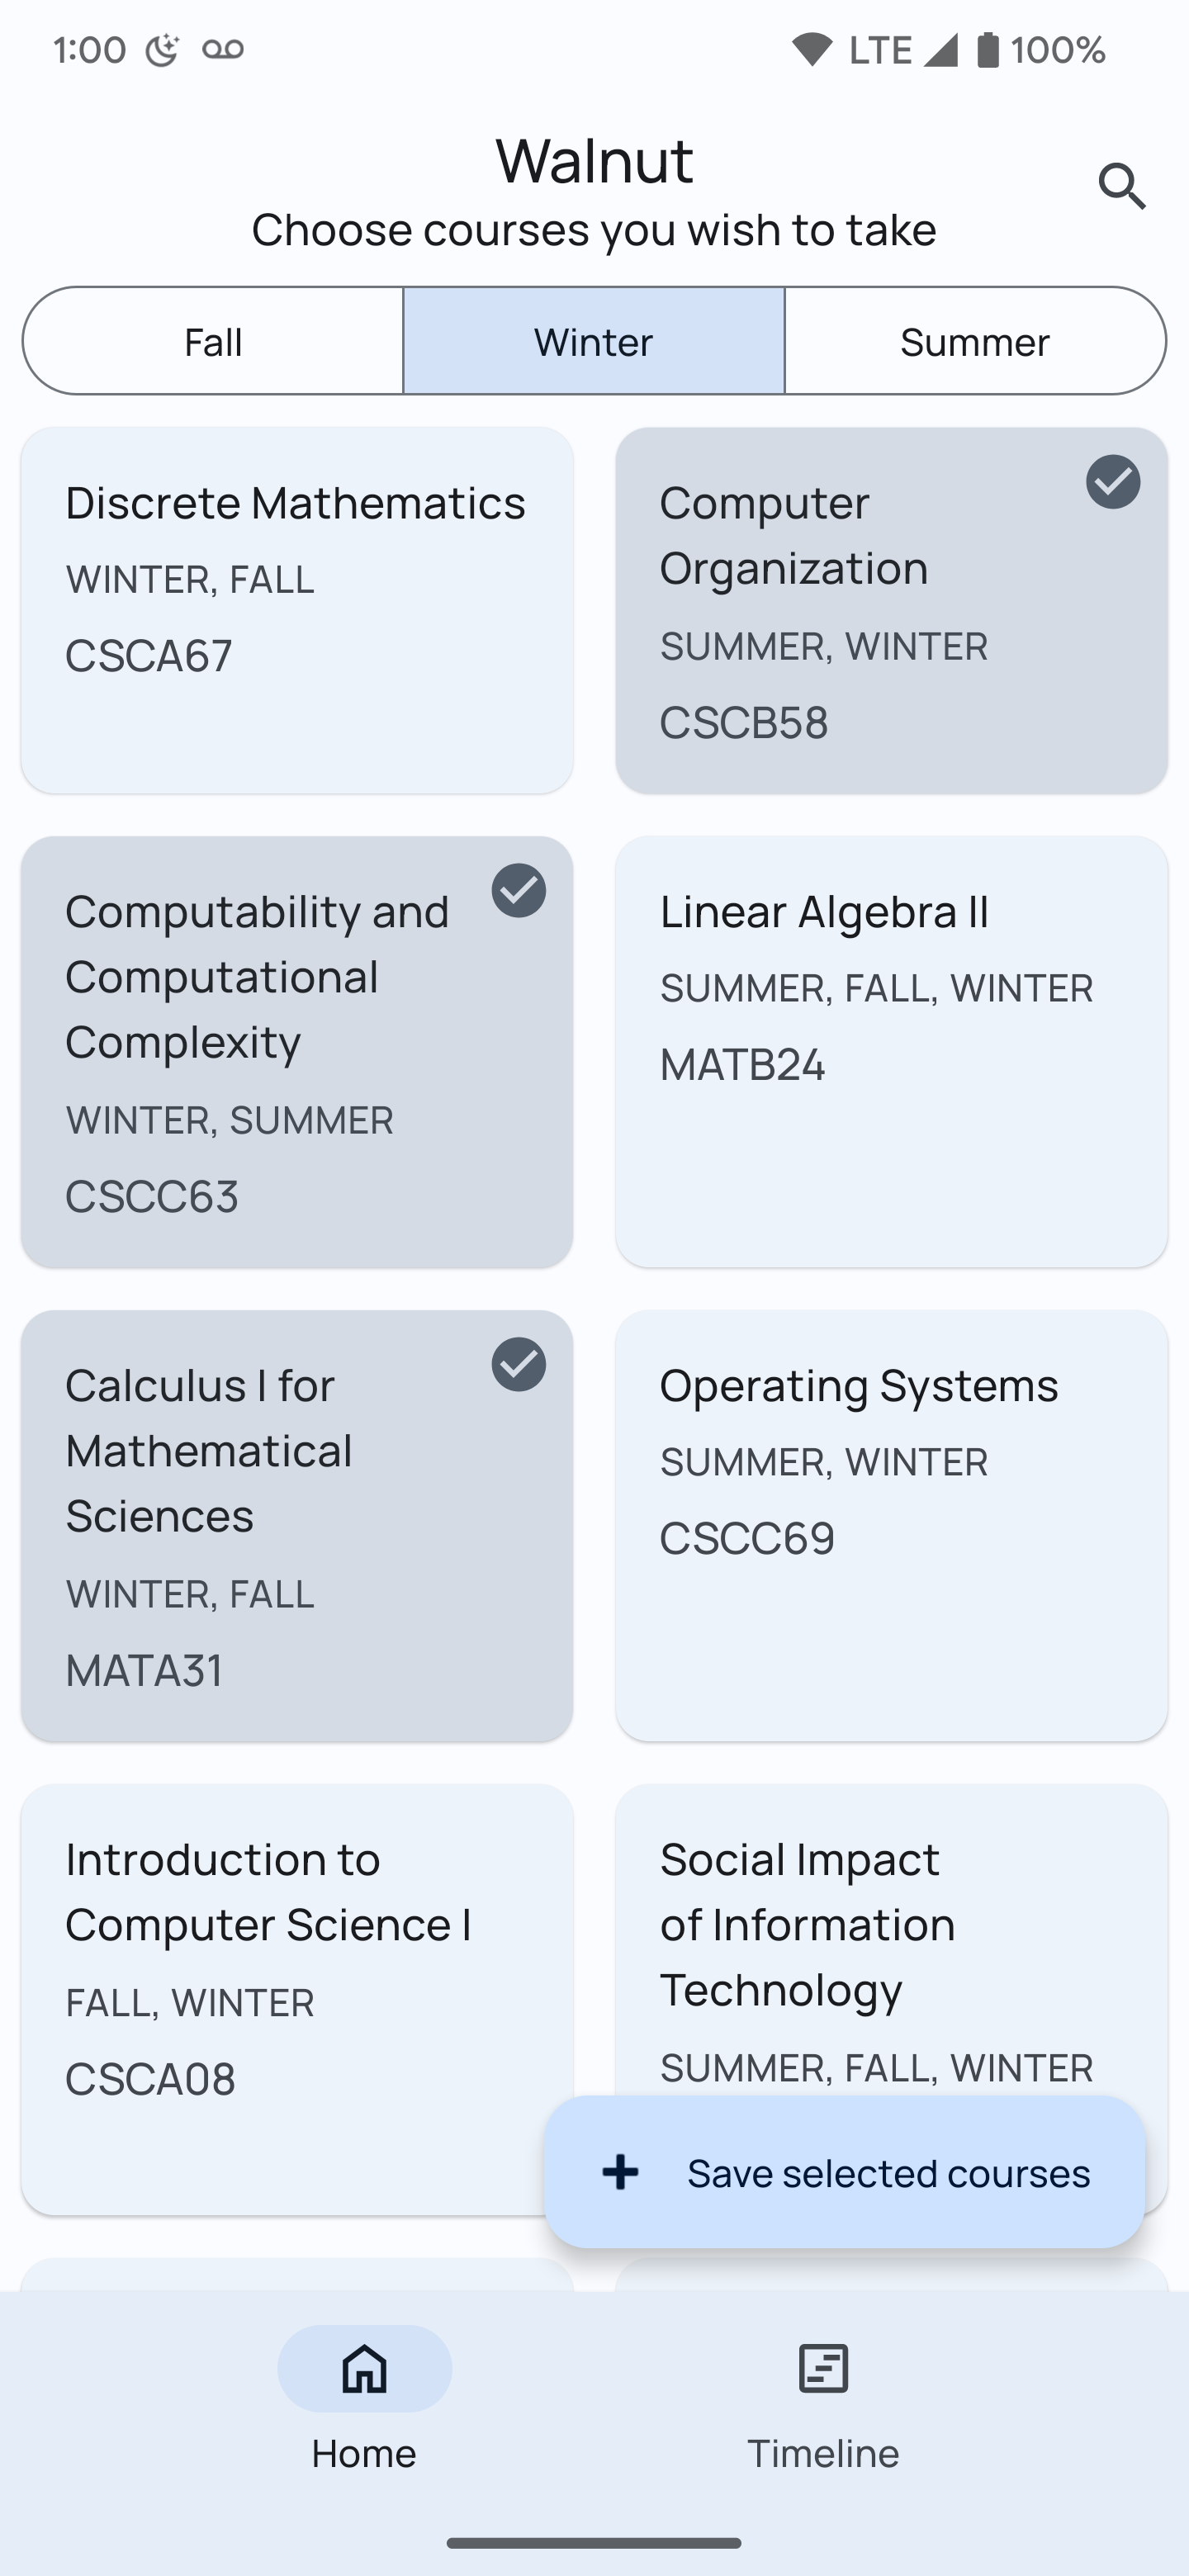 1:00 LTE 100%
Walnut
Choose courses you wish to take
Fall Winter Summer
Discrete Mathematics
WINTER, FALL
CSCA67
Computer
Organization
SUMMER, WINTER
CSCB58
Computability and
Computational
Complexity
WINTER, SUMMER
CSCC63
Linear Algebra II
SUMMER, FALL, WINTER
MATB24
Calculus I for
Mathematical
Sciences
WINTER, FALL
MATA31
Operating Systems
SUMMER, WINTER
CSCC69
Introduction to
Computer Science I
FALL, WINTER
CSCA08
Social Impact
of Information
Technology
SUMMER, FALL, WINTER
Save selected courses
Home
Timeline